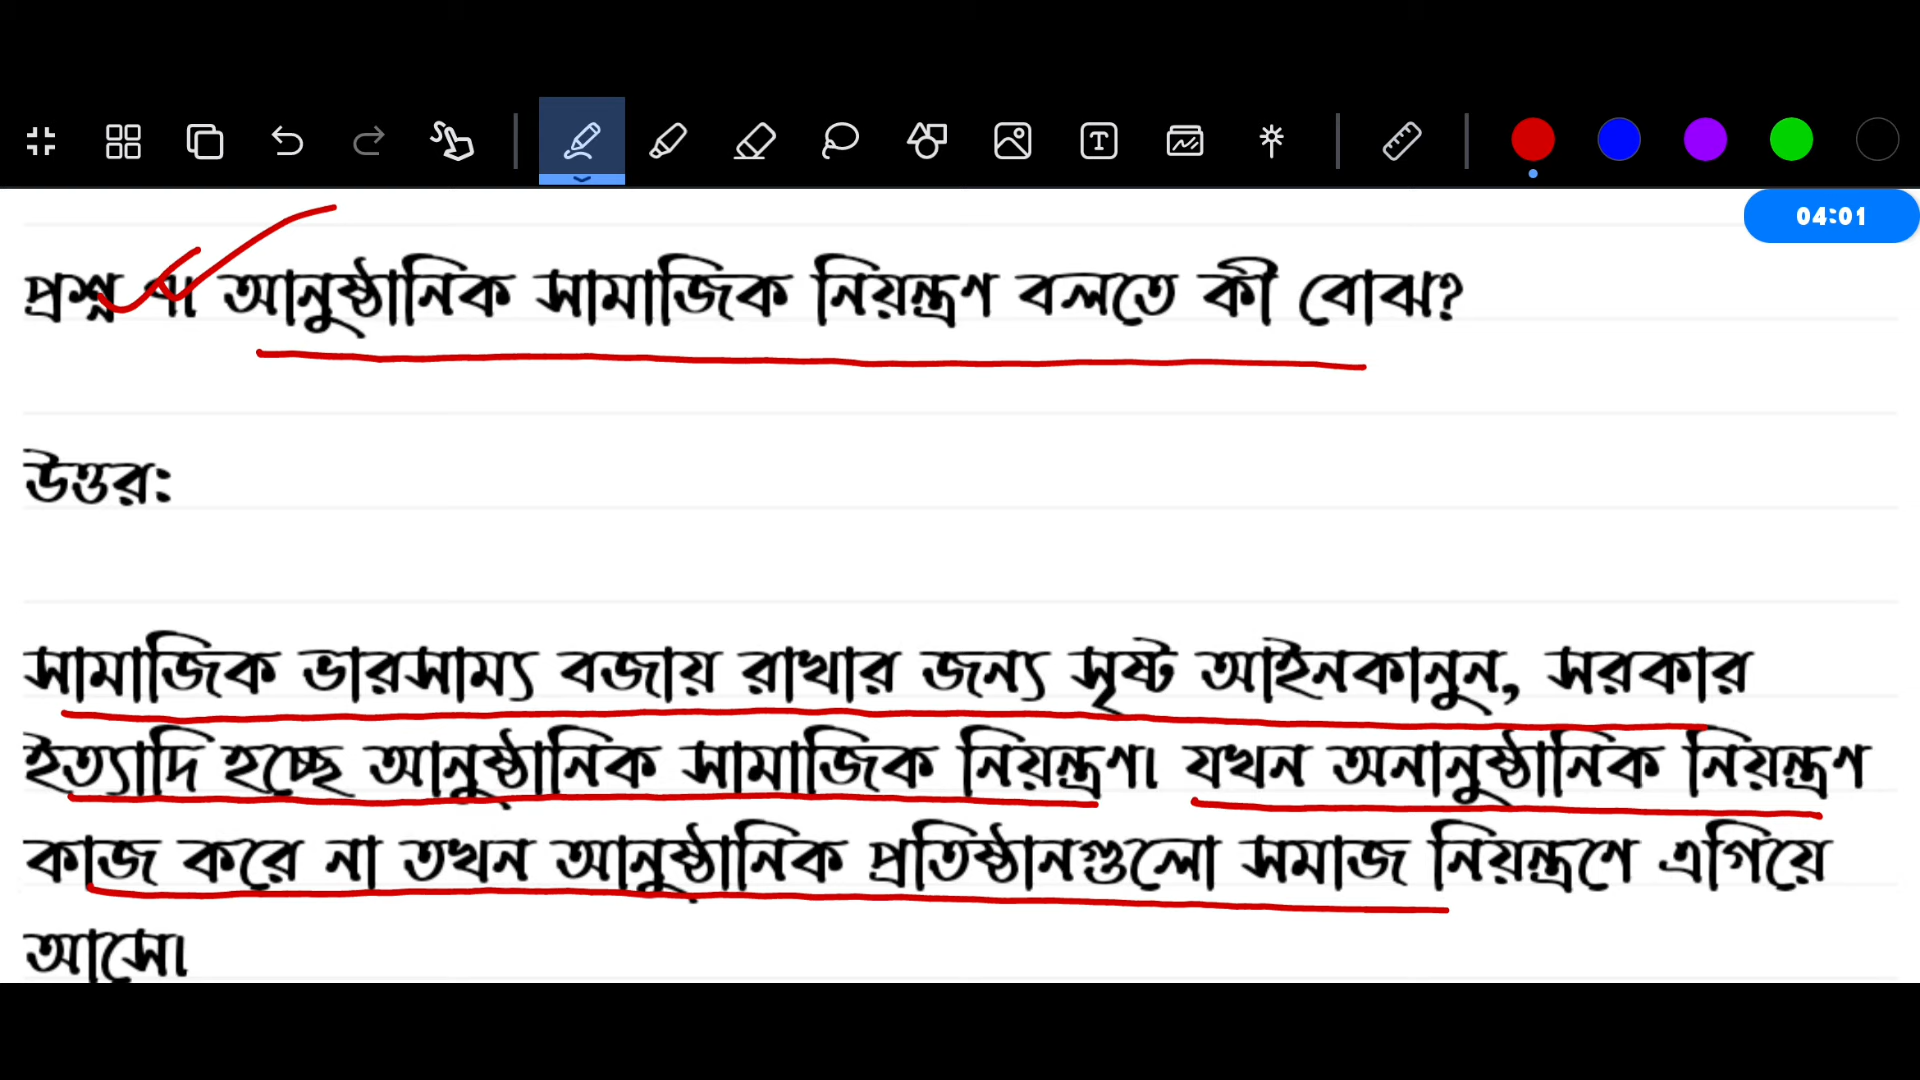 04:01
প্রশ্ন আনুষ্ঠানিক সামাজিক নিয়ন্ত্রণ বলতে কী বোঝ?
উত্তর:
সামাজিক ভারসাম্য বজায় রাখার জন্য সৃষ্ট আইনকানুন, সরকার
ইত্যাদি হচ্ছে আনুষ্ঠানিক সামাজিক নিয়ন্ত্রণ। যখন অনানুষ্ঠানিক নিয়ন্ত্রণ
কাজ করে না তখন আনুষ্ঠানিক প্রতিষ্ঠানগুলো সমাজ নিয়ন্ত্রণে এগিয়ে
আসে।